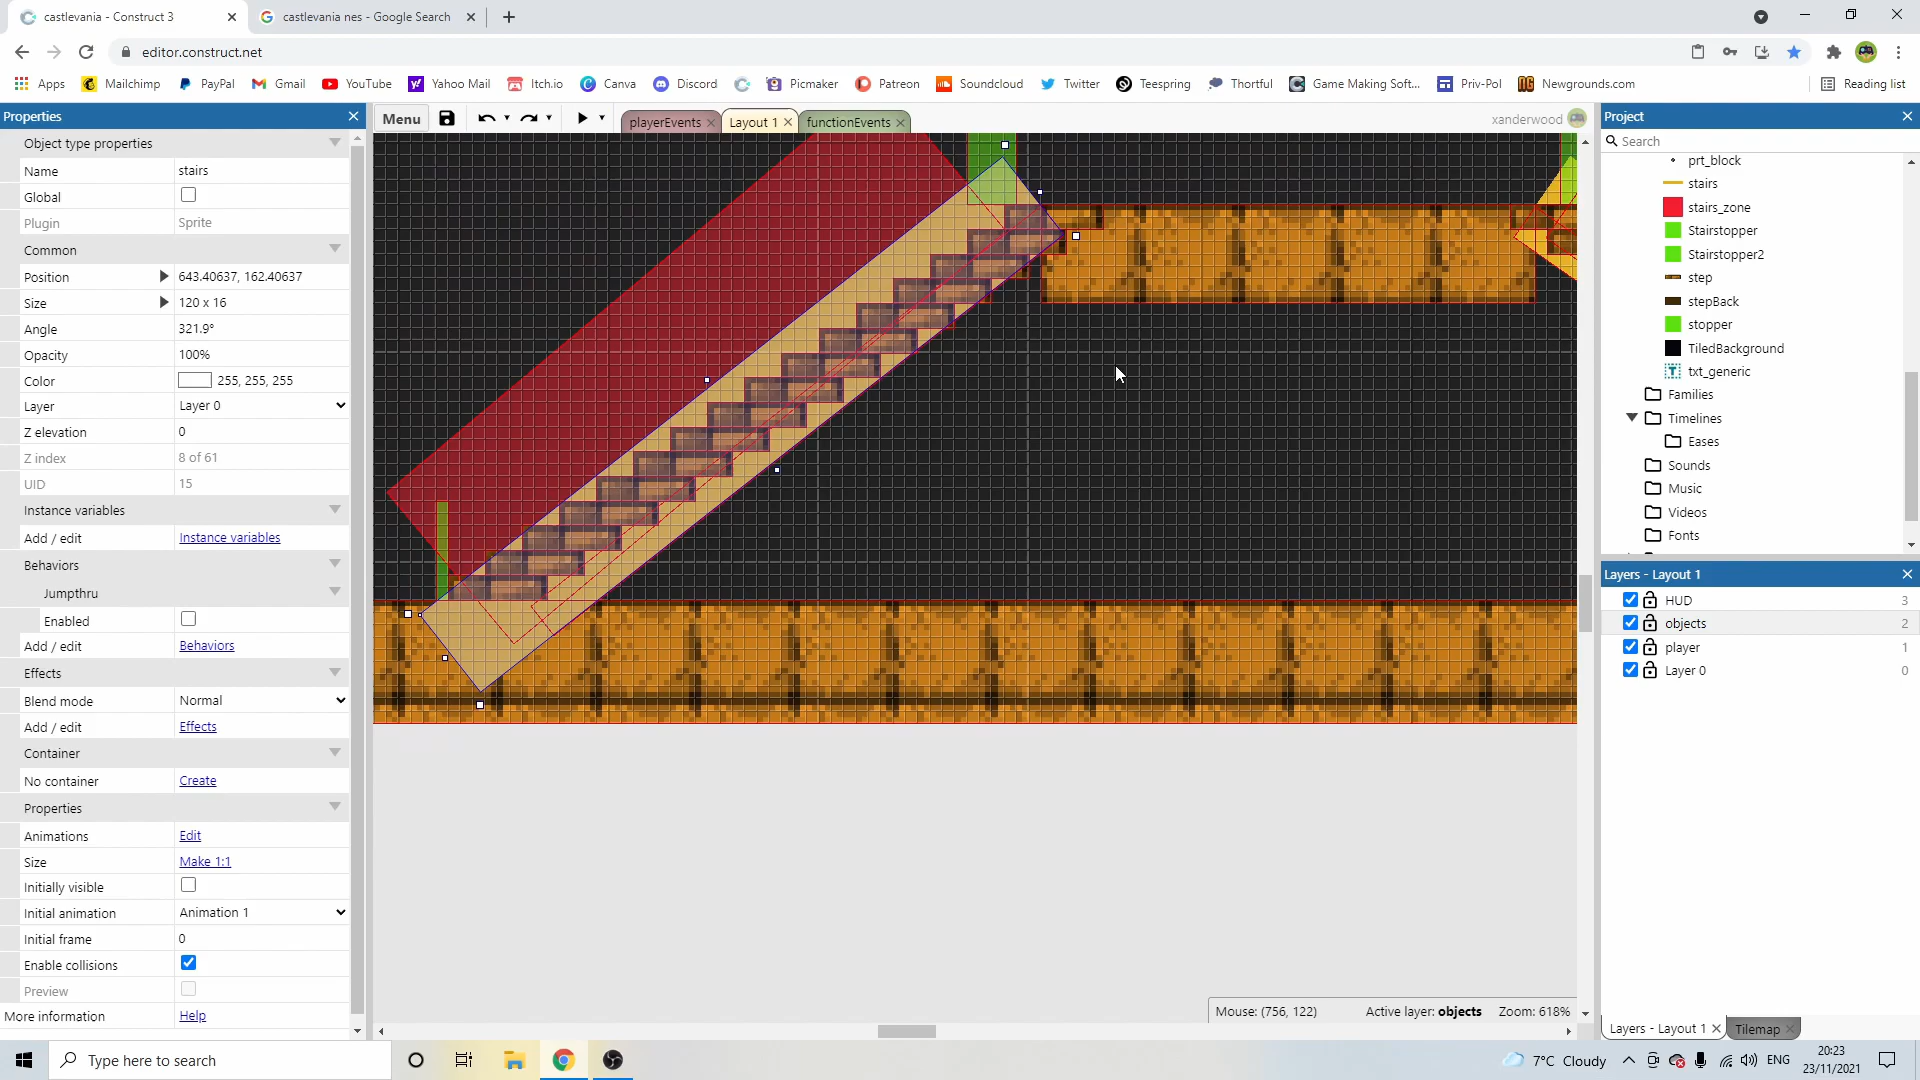 castlevania - Construct 3
castlevania nes - Google Search
editor.construct.net
Apps
Mailchimp
PayPal
Gmail
YouTube
Yahoo Mail
Itch.io
Canva
Discord
Picmaker
Patreon
Soundcloud
Twitter
Teespring
Thortful
Game Making Soft...
Priv-Pol
Newgrounds.com
Reading list
Properties
Menu
playerEvents
Layout 1
functionEvents
xanderwood
Project
Object type properties
Name stairs
Global
Plugin Sprite
Common
Position 643.40637, 162.40637
Size 120 x 16
Angle 321.9°
Opacity 100%
Color 255, 255, 255
Layer Layer 0
Z elevation 0
Z index 8 of 61
UID 15
Instance variables
Add / edit Instance variables
Behaviors
Jumpthru
Enabled
Add / edit Behaviors
Effects
Blend mode Normal
Add / edit Effects
Container
No container Create
Properties
Animations Edit
Size Make 1:1
Initially visible
Initial animation Animation 1
Initial frame 0
Enable collisions
Preview
More information Help
Mouse: (756, 122) Active layer: objects Zoom: 618%
Search
prt_block
stairs
stairs_zone
Stairstopper
Stairstopper2
step
stepBack
stopper
TiledBackground
txt_generic
Families
Timelines
Eases
Sounds
Music
Videos
Fonts
Layers - Layout 1
HUD 3
objects 2
player 1
Layer 0 0
Layers - Layout 1
Tilemap
Type here to search
7°C Cloudy
ENG
20:23
23/11/2021